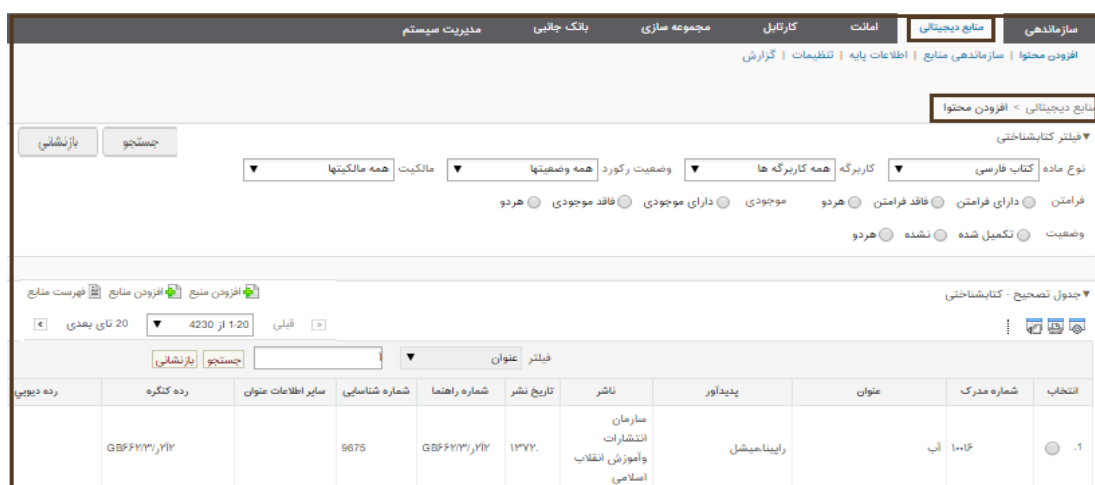 سازماندهی منابع دیجیتالی امانت کارتابل مجموعه سازی بانک جانبی مدیریت سیستم
افزودن محتوا | سازماندهی منابع | اطلاعات پایه | تنظیمات | گزارش
منابع دیجیتالی > افزودن محتوا
فیلتر کتابشناختی جستجو بازنشانی
نوع ماده کتاب فارسی کاربرگه همه کاربرگه ها وضعیت رکورد همه وضعیتها مالکیت همه مالکیتها
فرامتن دارای فرامتن فاقد فرامتن هردو موجودی دارای موجودی فاقد موجودی هردو
وضعیت تکمیل شده نشده هردو
جدول تصحیح - کتابشناختی افزودن منبع افزودن منابع فهرست منابع
قبلی 1-20 از 4230 20 تای بعدی
فیلتر عنوان آ جستجو بازنشانی
انتخاب شماره مدرک عنوان پدیدآور ناشر تاریخ نشر شماره راهنما شماره شناسایی سایر اطلاعات عنوان رده کنگره رده دیویی
سازمان
انتشارات
1. ۱۰۰۱۶ آب رایینا،میشل وآموزش انقلاب ۱۳۷۲. 9675
اسلامی